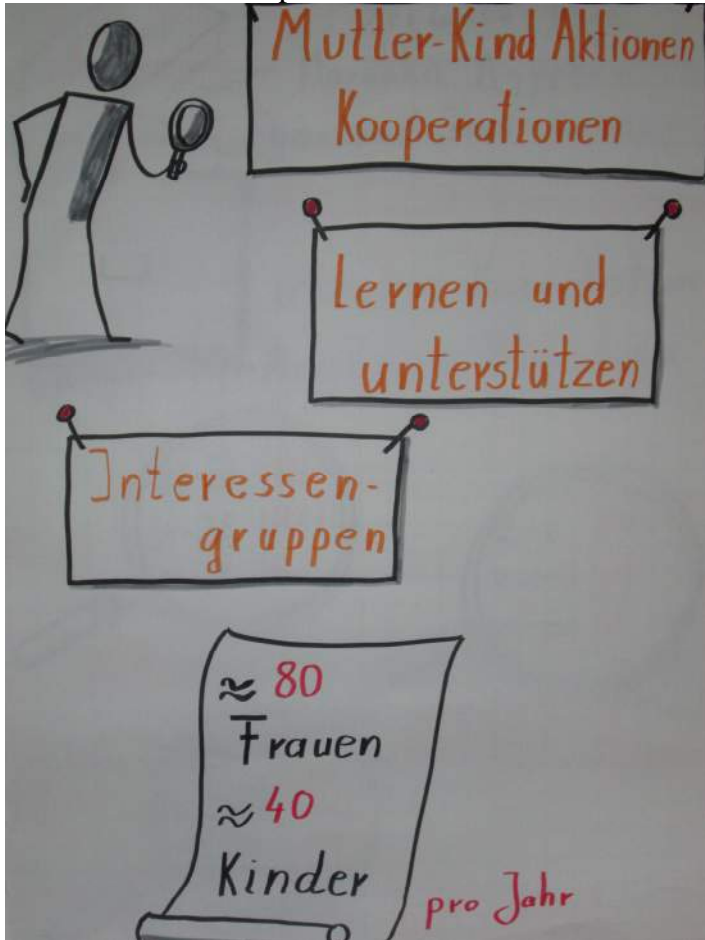 Mutter-Kind Aktionen
Kooperationen
Lernen und
unterstützen
Interessen-
gruppen
≈ 80
Frauen
≈ 40
Kinder
pro Jahr